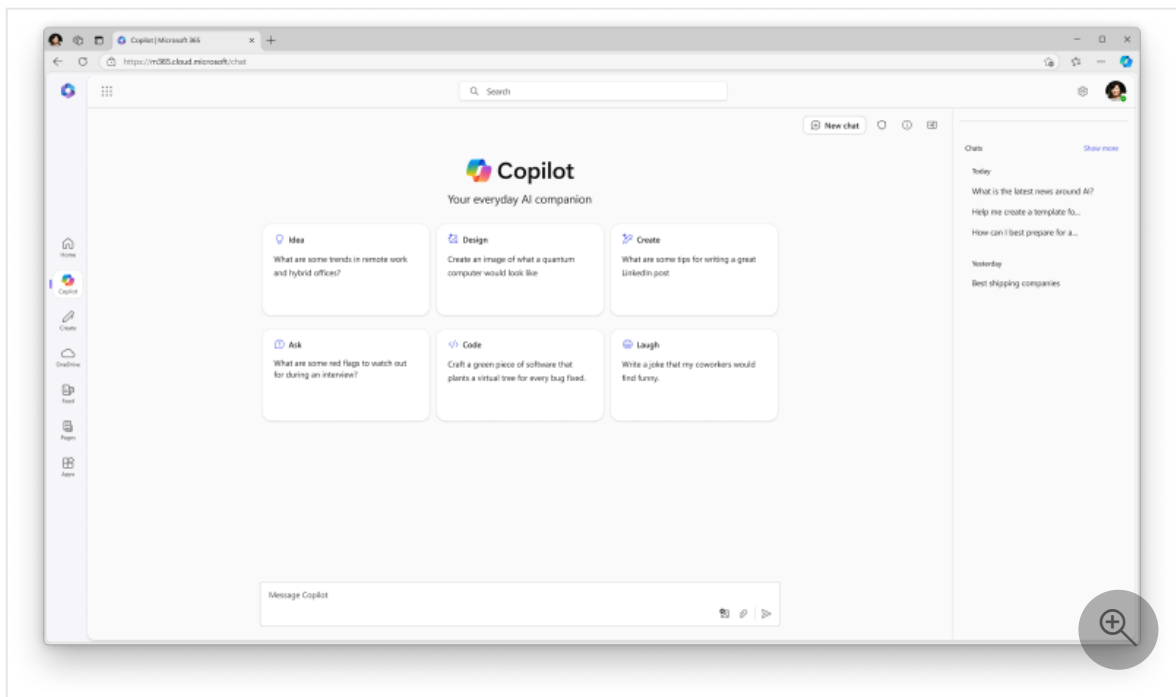 Copilot | Microsoft 365
https://m365.cloud.microsoft/chat
Search
New chat
Copilot
Your everyday AI companion
Idea
What are some trends in remote work
and hybrid offices?
Design
Create an image of what a quantum
computer would look like
Create
What are some tips for writing a great
LinkedIn post
Ask
What are some red flags to watch out
for during an interview?
Code
Craft a green piece of software that
plants a virtual tree for every bug fixed.
Laugh
Write a joke that my coworkers would
find funny.
Message Copilot
Home
Copilot
Create
OneDrive
Feed
Pages
Apps
Chats
Show more
Today
What is the latest news around AI?
Help me create a template fo...
How can I best prepare for a...
Yesterday
Best shipping companies